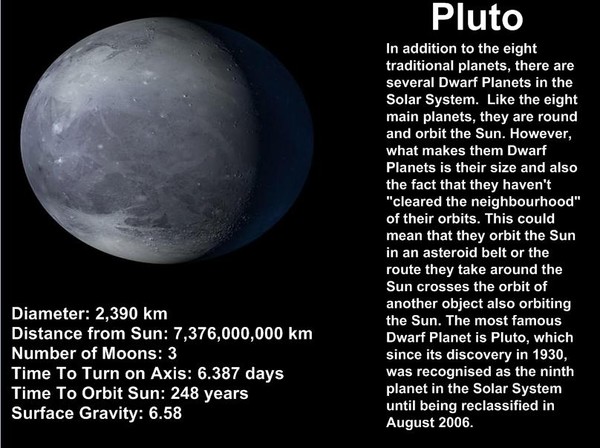 Pluto
In addition to the eight
traditional planets, there are
several Dwarf Planets in the
Solar System.  Like the eight
main planets, they are round
and orbit the Sun. However,
what makes them Dwarf
Planets is their size and also
the fact that they haven't
"cleared the neighbourhood"
of their orbits. This could
mean that they orbit the Sun
in an asteroid belt or the
route they take around the
Sun crosses the orbit of
another object also orbiting
the Sun. The most famous
Dwarf Planet is Pluto, which
since its discovery in 1930,
was recognised as the ninth
planet in the Solar System
until being reclassified in
August 2006.
Diameter: 2,390 km
Distance from Sun: 7,376,000,000 km
Number of Moons: 3
Time To Turn on Axis: 6.387 days
Time To Orbit Sun: 248 years
Surface Gravity: 6.58